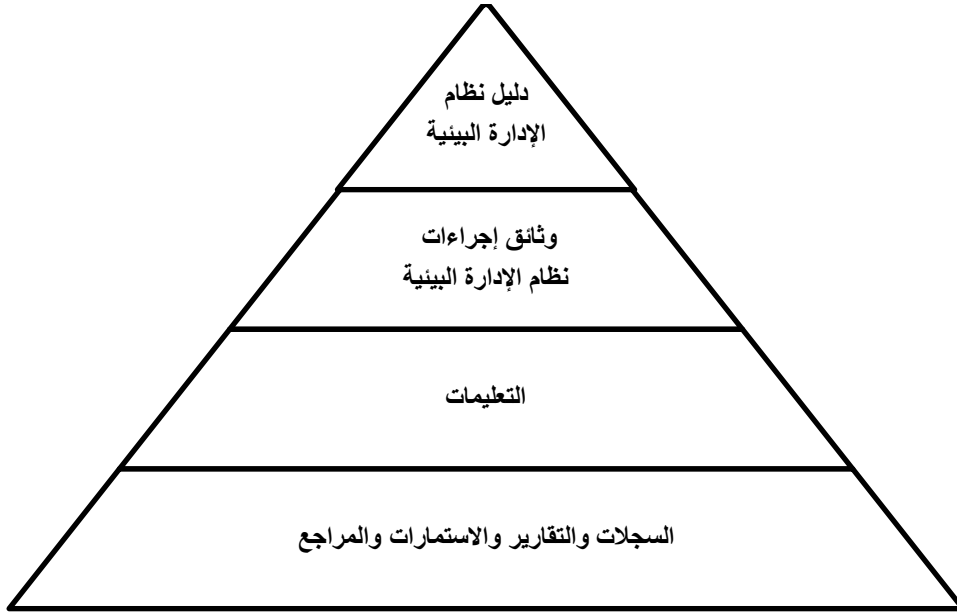 دليل نظام
الإدارة البيئية
وثائق إجراءات
نظام الإدارة البيئية
التعليمات
السجلات والتقارير والاستمارات والمراجع